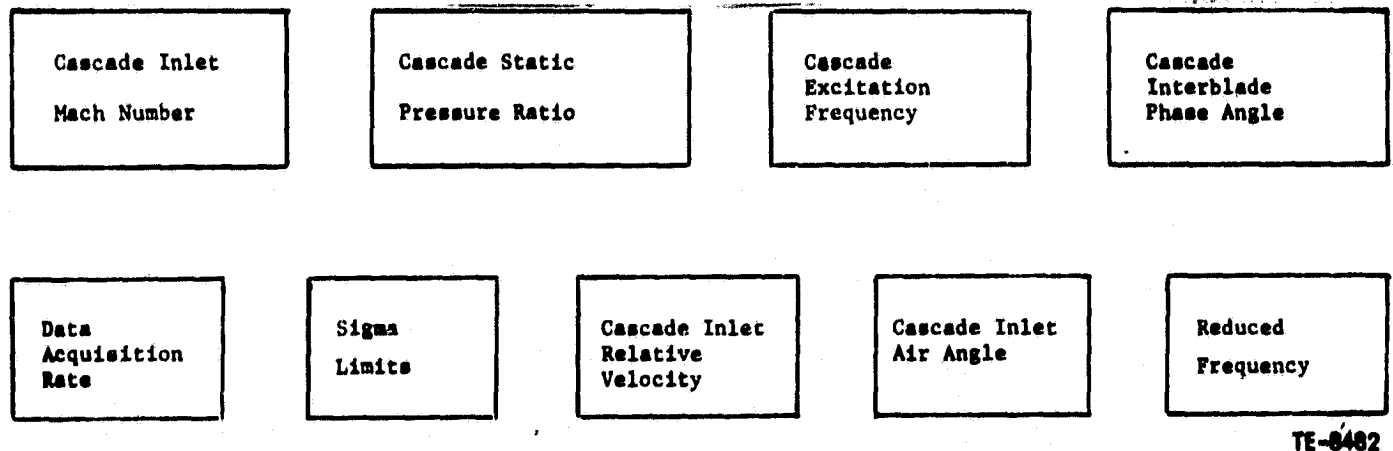 Cascade Inlet
Mach Number
Cascade Static
Pressure Ratio
Cascade
Excitation
Frequency
Cascade
Interblade
Phase Angle
Data
Acquisition
Rate
Sigma
Limits
Cascade Inlet
Relative
Velocity
Cascade Inlet
Air Angle
Reduced
Frequency
TE-8482